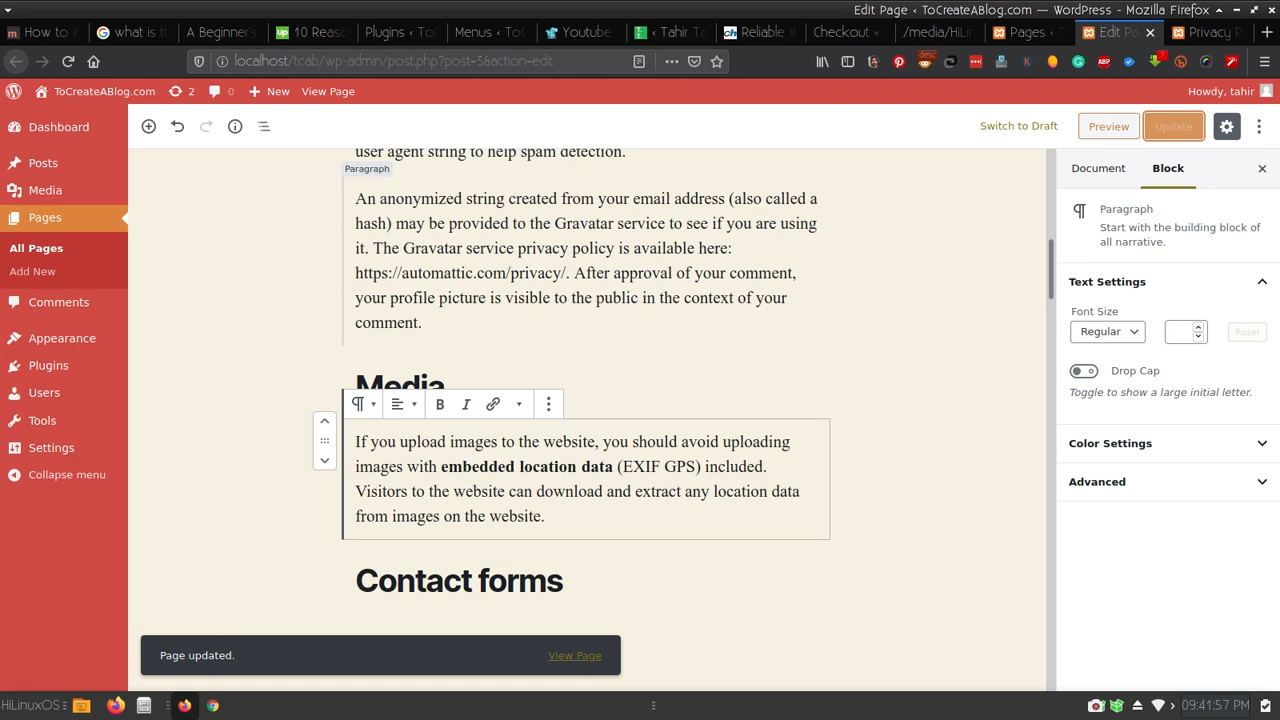 Edit Page ‹ ToCreateABlog.com — WordPress - Mozilla Firefox
How to i
what is th
A Beginner's
10 Reaso
Plugins ‹ T
Menus ‹ To
Youtube
Tahir Ta
Reliable W
Checkout ‹
/media/HiLin
Pages ‹ T
Edit Pa
Privacy P
localhost/tcab/wp-admin/post.php?post=3&action=edit
ToCreateABlog.com
2
0
New
View Page
Howdy, tahir
Dashboard
Posts
Media
Pages
All Pages
Add New
Comments
Appearance
Plugins
Users
Tools
Settings
Collapse menu
Switch to Draft
Preview
Update
user agent string to help spam detection.
Paragraph
An anonymized string created from your email address (also called a
hash) may be provided to the Gravatar service to see if you are using
it. The Gravatar service privacy policy is available here:
https://automattic.com/privacy/. After approval of your comment,
your profile picture is visible to the public in the context of your
comment.
Media
B I
If you upload images to the website, you should avoid uploading
images with embedded location data (EXIF GPS) included.
Visitors to the website can download and extract any location data
from images on the website.
Contact forms
Page updated.
View Page
Document
Block
Paragraph
Start with the building block of
all narrative.
Text Settings
Font Size
Regular
Reset
Drop Cap
Toggle to show a large initial letter.
Color Settings
Advanced
HiLinuxOS
09:41:57 PM